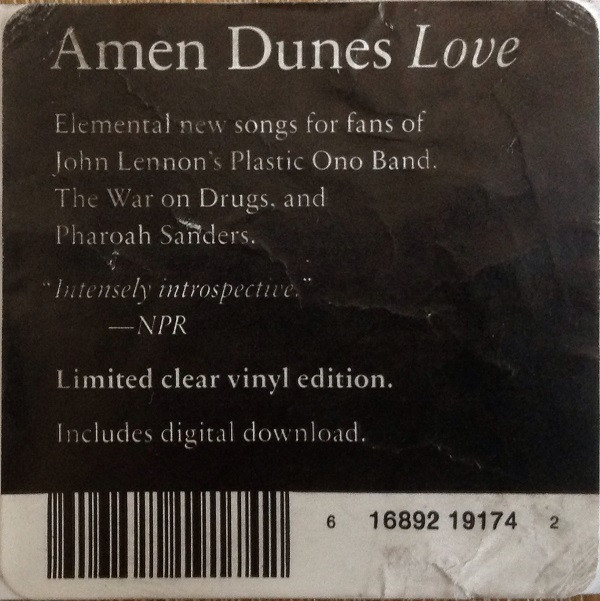 Amen Dunes Love
Elemental new songs for fans of
John Lennon's Plastic Ono Band,
The War on Drugs, and
Pharoah Sanders.
"Intensely introspective."
—NPR
Limited clear vinyl edition.
Includes digital download.
6 16892 19174 2